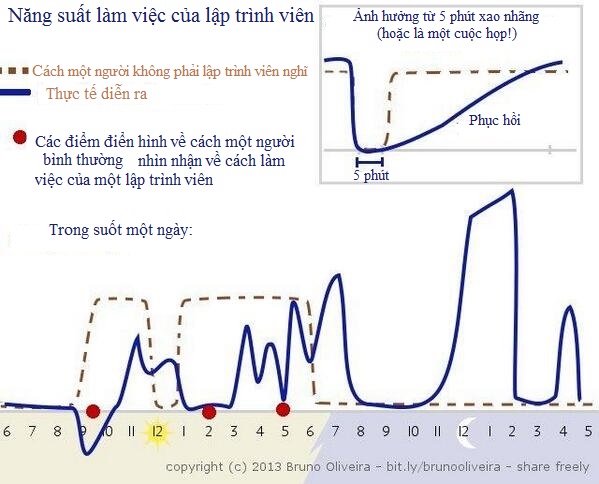 Năng suất làm việc của lập trình viên
Cách một người không phải lập trình viên nghĩ
Thực tế diễn ra
Các điểm điển hình về cách một người
bình thường nhìn nhận về cách làm
việc của một lập trình viên
Ảnh hưởng từ 5 phút xao nhãng
(hoặc là một cuộc họp!)
Phục hồi
5 phút
Trong suốt một ngày:
6 7 8 9 10 11 12 1 2 3 4 5 6 7 8 9 10 11 12 1 2 3 4 5
copyright (c) 2013 Bruno Oliveira - bit.ly/brunooliveira - share freely